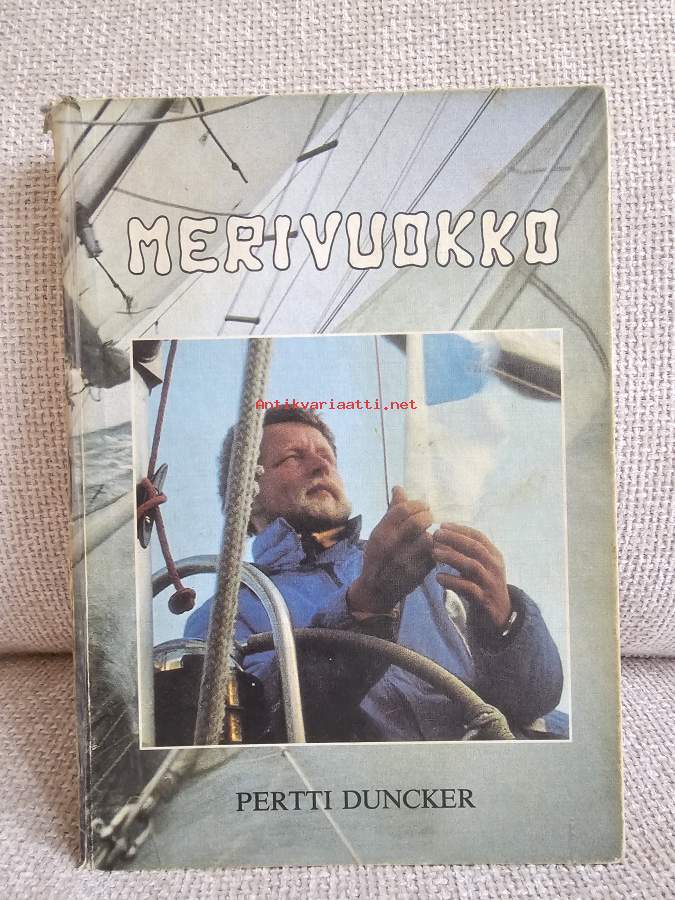 MERIVUOKKO
Antikvariaatti.net
PERTTI DUNCKER